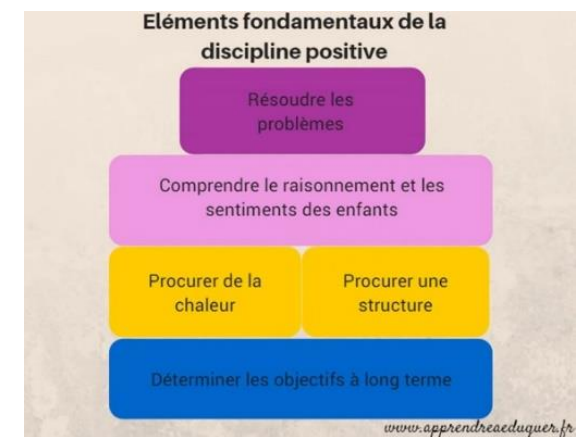 Eléments fondamentaux de la
discipline positive
Résoudre les
problèmes
Comprendre le raisonnement et les
sentiments des enfants
Procurer de la
chaleur
Procurer une
structure
Déterminer les objectifs à long terme
www.apprendreaeduquer.fr